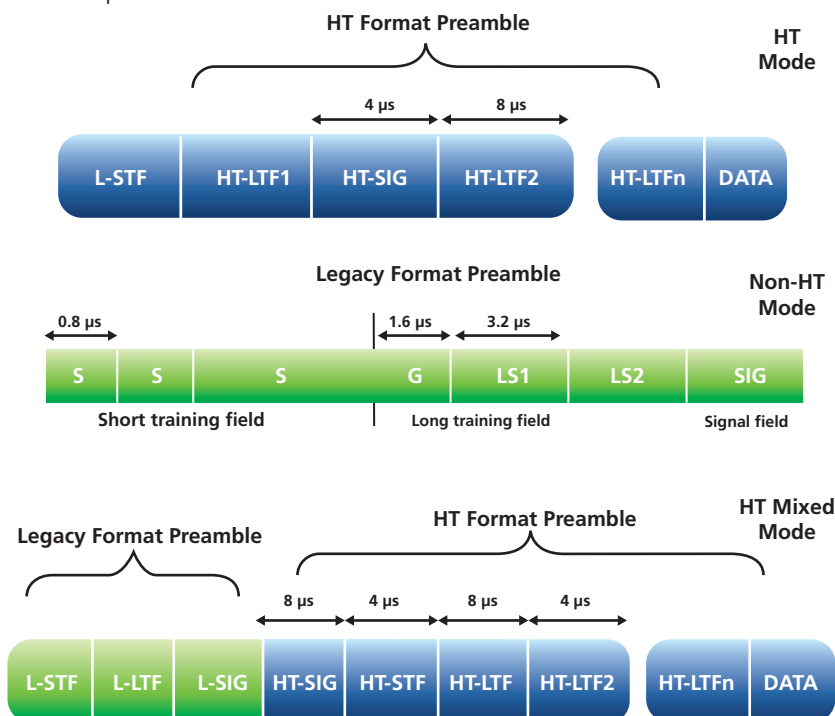 HT Format Preamble
HT
Mode
4 µs
8 µs
L-STF
HT-LTF1
HT-SIG
HT-LTF2
HT-LTFn
DATA
Legacy Format Preamble
Non-HT
Mode
0.8 µs
1.6 µs
3.2 µs
S
S
S
G
LS1
LS2
SIG
Short training field
Long training field
Signal field
HT Mixed
Mode
HT Format Preamble
Legacy Format Preamble
8 µs
4 µs
8 µs
4 µs
L-STF
L-LTF
L-SIG
HT-SIG
HT-STF
HT-LTF
HT-LTF2
HT-LTFn
DATA